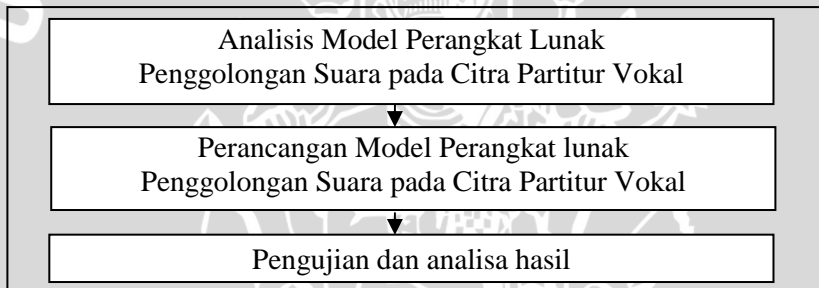 Analisis Model Perangkat Lunak
Penggolongan Suara pada Citra Partitur Vokal
Perancangan Model Perangkat lunak
Penggolongan Suara pada Citra Partitur Vokal
Pengujian dan analisa hasil